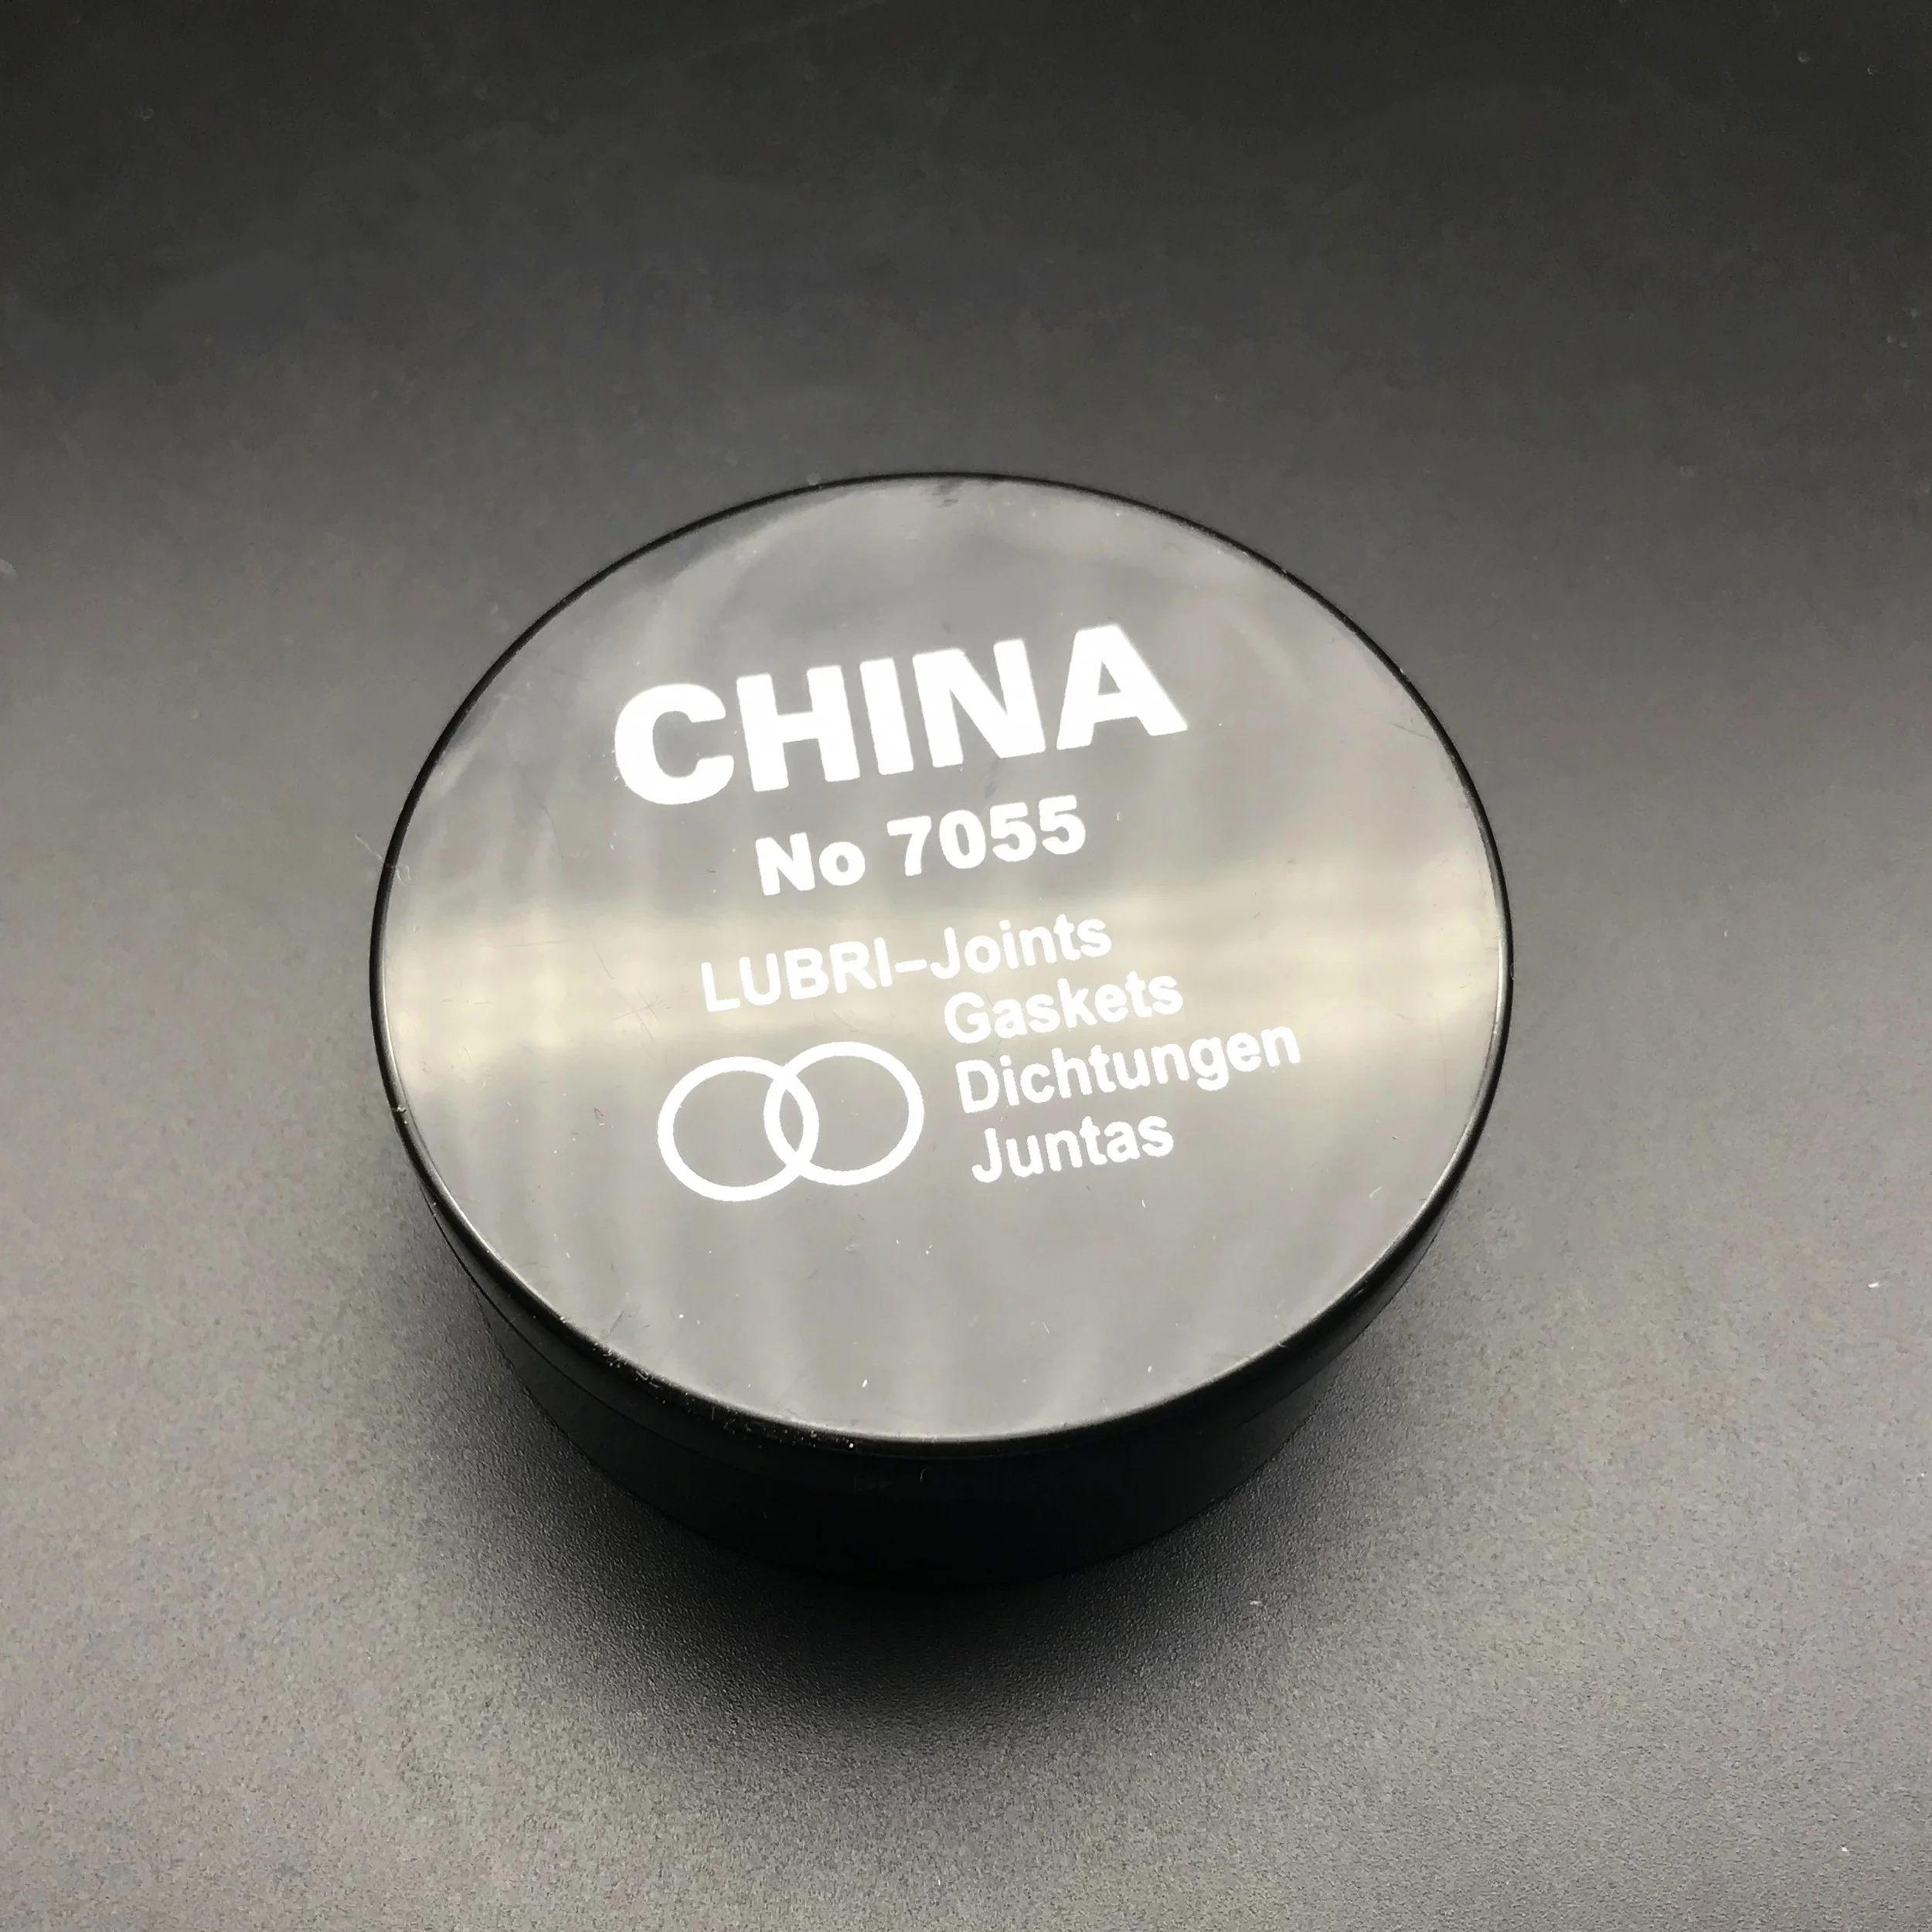 CHINA
No 7055
LUBRI-Joints
Gaskets
Dichtungen
Juntas